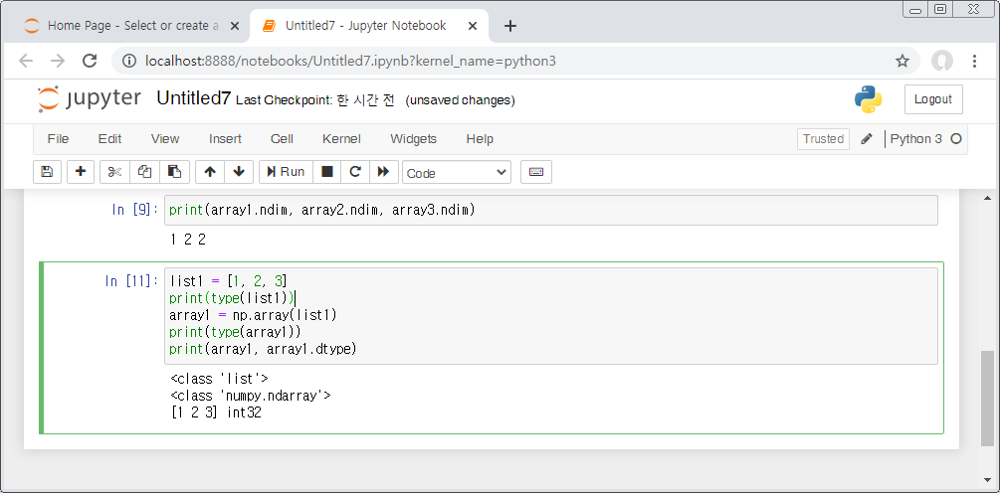 Home Page - Select or create a
Untitled7 - Jupyter Notebook
localhost:8888/notebooks/Untitled7.ipynb?kernel_name=python3
jupyter Untitled7 Last Checkpoint: 한 시간 전 (unsaved changes)
Logout
File Edit View Insert Cell Kernel Widgets Help Trusted Python 3
Run Code
In [9]: print(array1.ndim, array2.ndim, array3.ndim)
1 2 2
In [11]: list1 = [1, 2, 3]
print(type(list1))
array1 = np.array(list1)
print(type(array1))
print(array1, array1.dtype)
<class 'list'>
<class 'numpy.ndarray'>
[1 2 3] int32